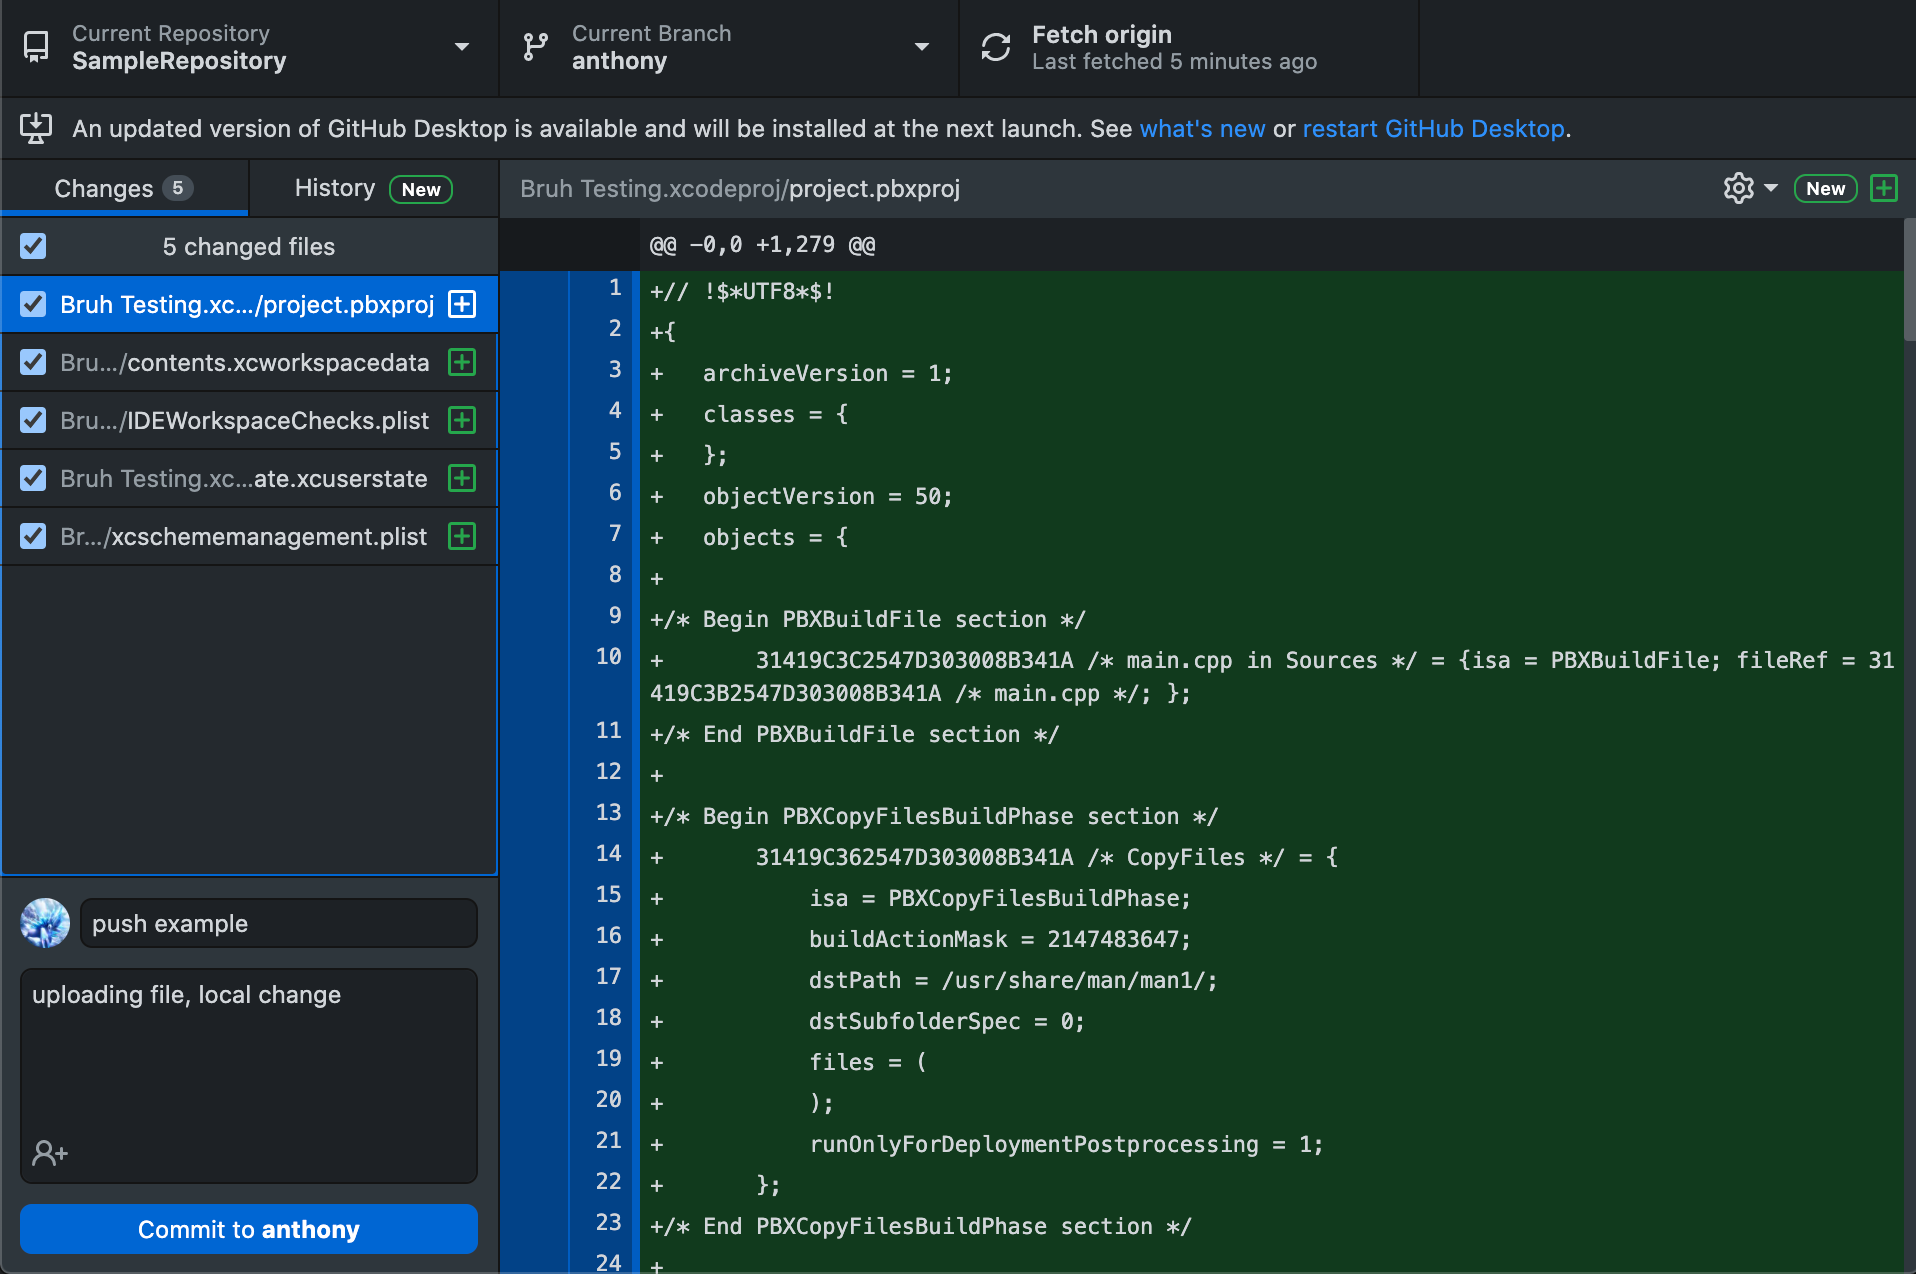 Current Repository
SampleRepository
Current Branch
anthony
Fetch origin
Last fetched 5 minutes ago
An updated version of GitHub Desktop is available and will be installed at the next launch. See what's new or restart GitHub Desktop.
Changes 5
History New
Bruh Testing.xcodeproj/project.pbxproj
New
5 changed files
Bruh Testing.xc.../project.pbxproj
Bru.../contents.xcworkspacedata
Bru.../IDEWorkspaceChecks.plist
Bruh Testing.xc...ate.xcuserstate
Br.../xcschememanagement.plist
push example
uploading file, local change
Commit to anthony
@@ -0,0 +1,279 @@
1 +// !$*UTF8*$!
2 +{
3 + archiveVersion = 1;
4 + classes = {
5 + };
6 + objectVersion = 50;
7 + objects = {
8 +
9 +/* Begin PBXBuildFile section */
10 + 31419C3C2547D303008B341A /* main.cpp in Sources */ = {isa = PBXBuildFile; fileRef = 31
419C3B2547D303008B341A /* main.cpp */; };
11 +/* End PBXBuildFile section */
12 +
13 +/* Begin PBXCopyFilesBuildPhase section */
14 + 31419C362547D303008B341A /* CopyFiles */ = {
15 + isa = PBXCopyFilesBuildPhase;
16 + buildActionMask = 2147483647;
17 + dstPath = /usr/share/man/man1/;
18 + dstSubfolderSpec = 0;
19 + files = (
20 + );
21 + runOnlyForDeploymentPostprocessing = 1;
22 + };
23 +/* End PBXCopyFilesBuildPhase section */
24 +